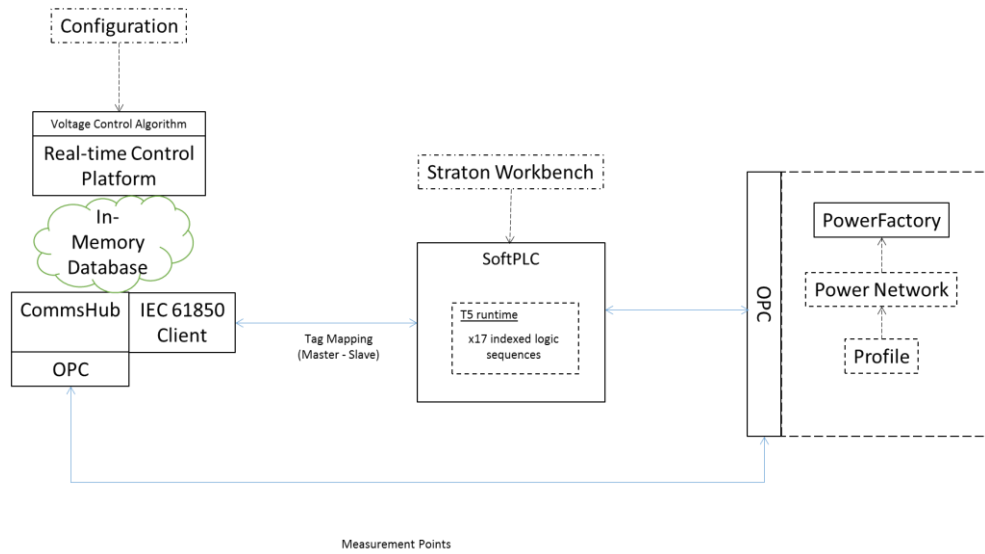 Configuration
Voltage Control Algorithm
Real-time Control
Platform
In-
Memory
Database
CommsHub
IEC 61850
Client
OPC
Tag Mapping
(Master - Slave)
Straton Workbench
SoftPLC
T5 runtime
x17 indexed logic
sequences
OPC
PowerFactory
Power Network
Profile
Measurement Points